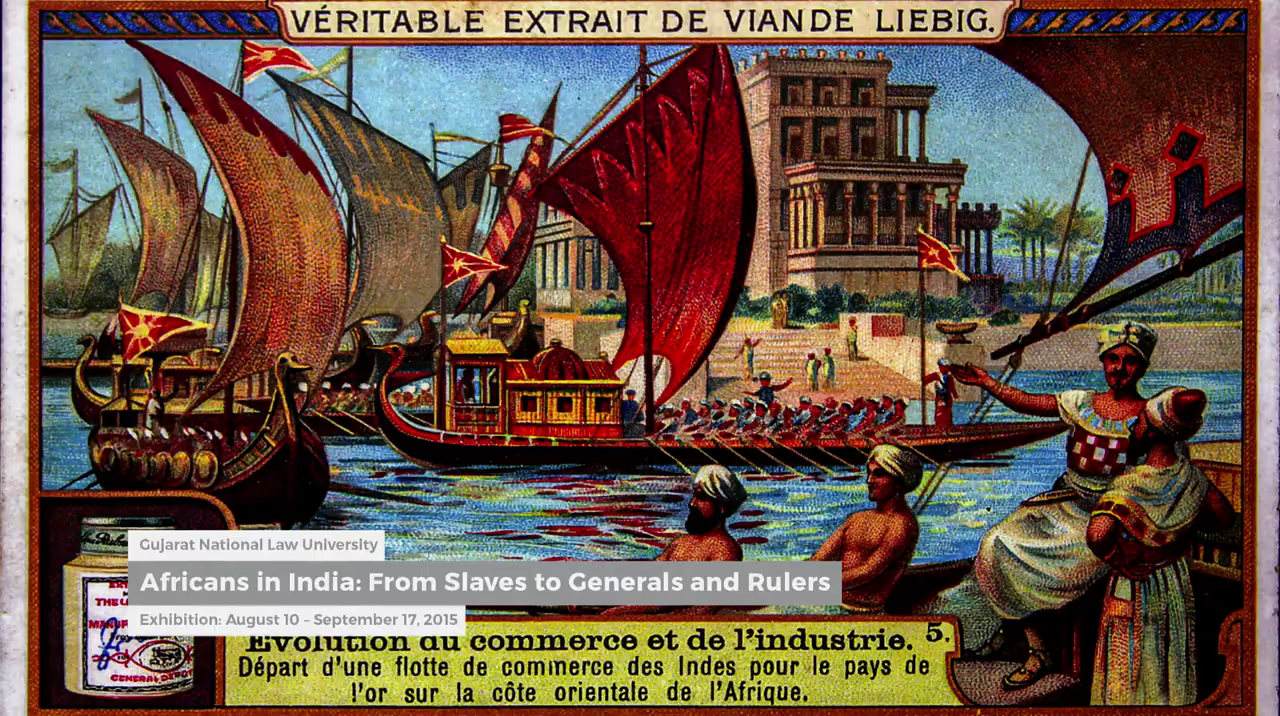 VÉRITABLE EXTRAIT DE VIANDE LIEBIG.
Gujarat National Law University
Africans in India: From Slaves to Generals and Rulers
Exhibition: August 10 – September 17, 2015
Evolution du commerce et de l'industrie. 5.
Départ d'une flotte de commerce des Indes pour le pays de
l'or sur la côte orientale de l'Afrique.